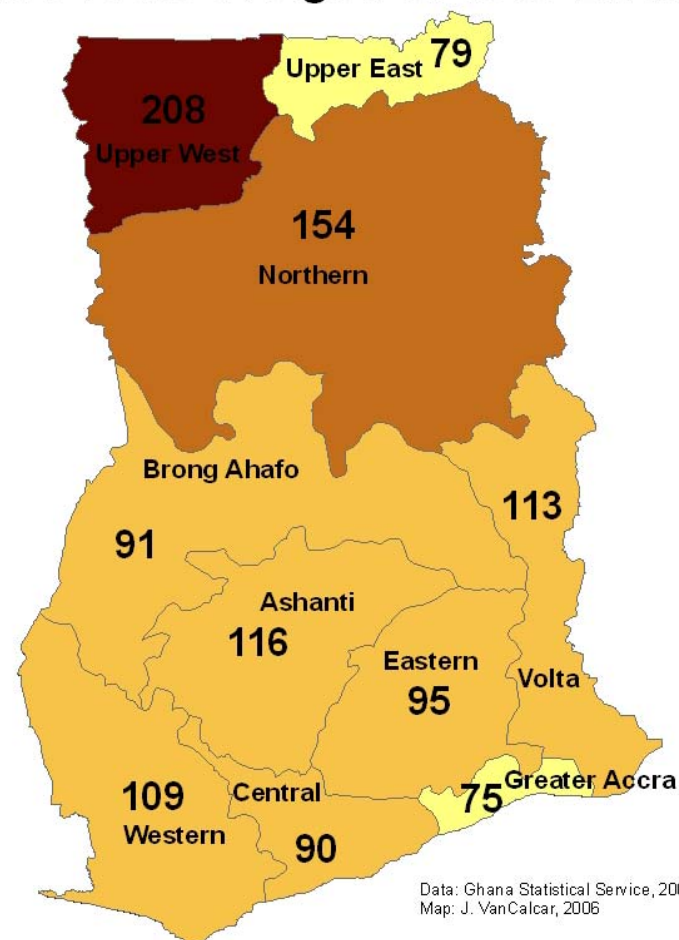 Upper East 79
208
Upper West
154
Northern
Brong Ahafo
91
113
Ashanti
116
Eastern
95
Volta
109
Western
Central
90
75
Greater Accra
Data: Ghana Statistical Service,
Map: J. VanCalcar, 2006